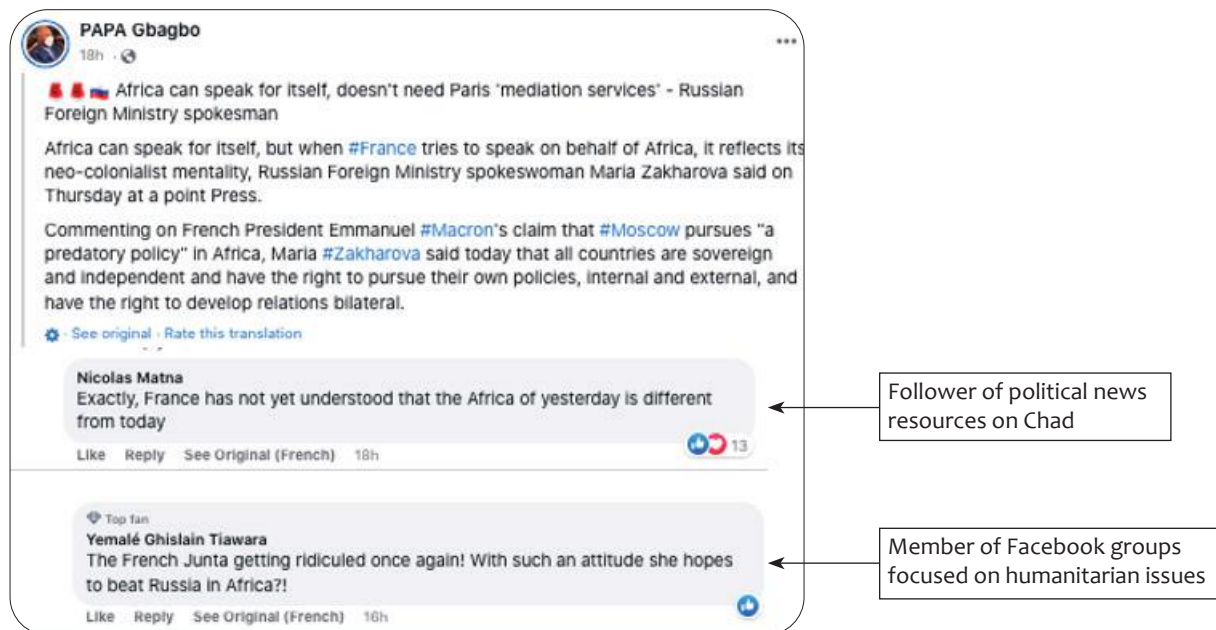 PAPA Gbagbo
18h ·
Africa can speak for itself, doesn't need Paris 'mediation services' - Russian
Foreign Ministry spokesman
Africa can speak for itself, but when #France tries to speak on behalf of Africa, it reflects its
neo-colonialist mentality, Russian Foreign Ministry spokeswoman Maria Zakharova said on
Thursday at a point Press.
Commenting on French President Emmanuel #Macron's claim that #Moscow pursues "a
predatory policy" in Africa, Maria #Zakharova said today that all countries are sovereign
and independent and have the right to pursue their own policies, internal and external, and
have the right to develop relations bilateral.
· See original · Rate this translation
Nicolas Matna
Exactly, France has not yet understood that the Africa of yesterday is different
from today
13
Like Reply See Original (French) 18h
Follower of political news
resources on Chad
Top fan
Yemalé Ghislain Tiawara
The French Junta getting ridiculed once again! With such an attitude she hopes
to beat Russia in Africa?!
Like Reply See Original (French) 16h
Member of Facebook groups
focused on humanitarian issues